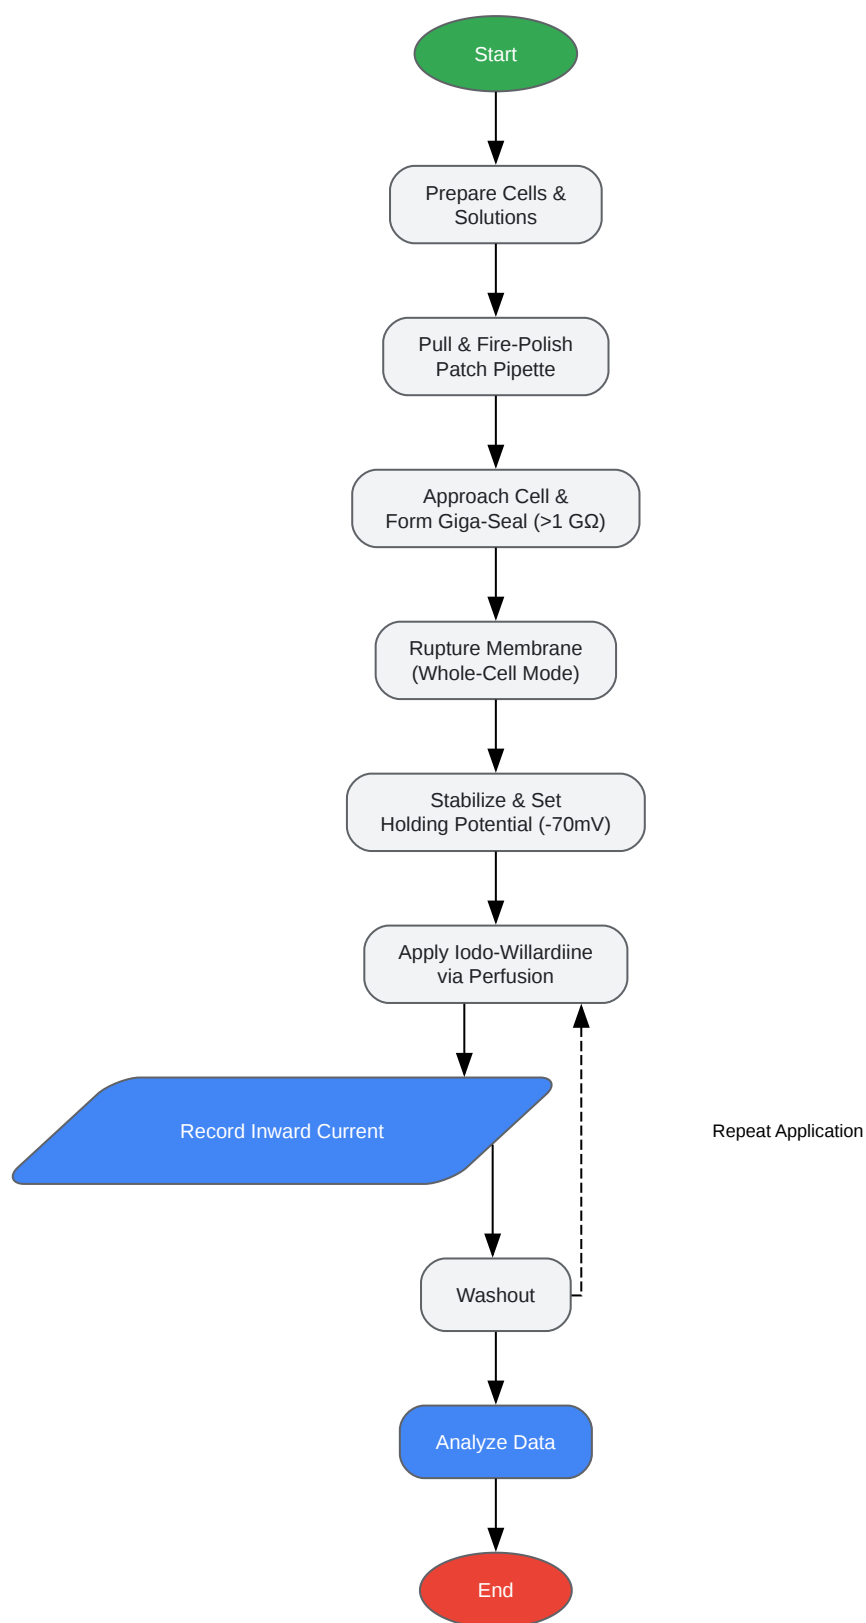 Start
Prepare Cells &
Solutions
Pull & Fire-Polish
Patch Pipette
Approach Cell &
Form Giga-Seal (>1 GΩ)
Rupture Membrane
(Whole-Cell Mode)
Stabilize & Set
Holding Potential (-70mV)
Apply Iodo-Willardiine
via Perfusion
Record Inward Current
Repeat Application
Washout
Analyze Data
End